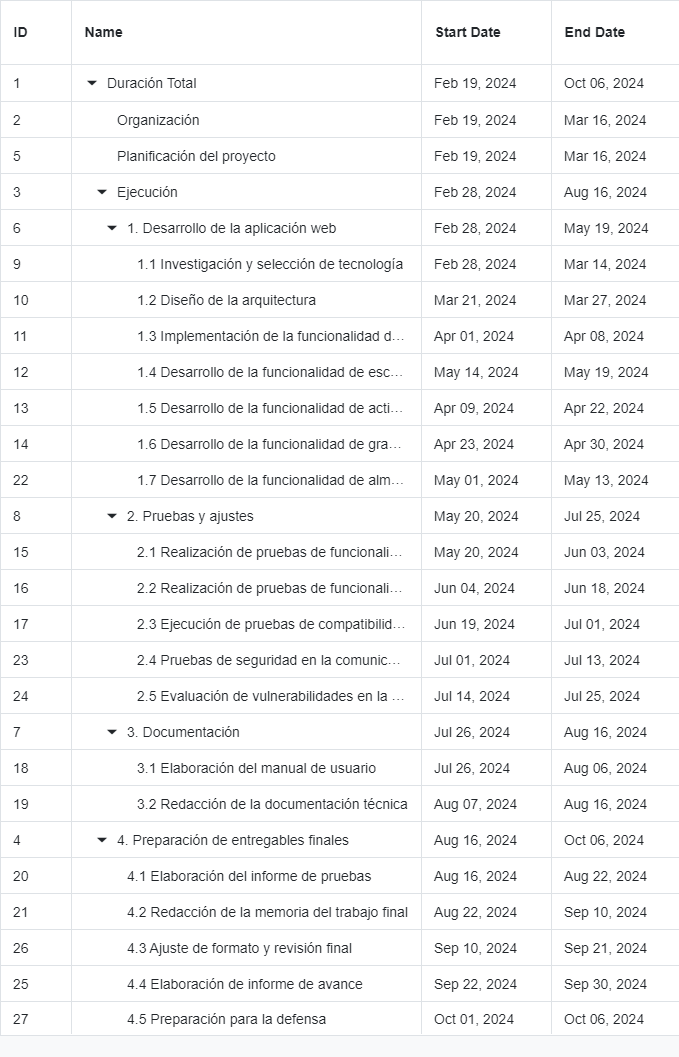 ID Name Start Date End Date
1 Duración Total Feb 19, 2024 Oct 06, 2024
2 Organización Feb 19, 2024 Mar 16, 2024
5 Planificación del proyecto Feb 19, 2024 Mar 16, 2024
3 Ejecución Feb 28, 2024 Aug 16, 2024
6 1. Desarrollo de la aplicación web Feb 28, 2024 May 19, 2024
9 1.1 Investigación y selección de tecnología Feb 28, 2024 Mar 14, 2024
10 1.2 Diseño de la arquitectura Mar 21, 2024 Mar 27, 2024
11 1.3 Implementación de la funcionalidad d... Apr 01, 2024 Apr 08, 2024
12 1.4 Desarrollo de la funcionalidad de esc... May 14, 2024 May 19, 2024
13 1.5 Desarrollo de la funcionalidad de acti... Apr 09, 2024 Apr 22, 2024
14 1.6 Desarrollo de la funcionalidad de gra... Apr 23, 2024 Apr 30, 2024
22 1.7 Desarrollo de la funcionalidad de alm... May 01, 2024 May 13, 2024
8 2. Pruebas y ajustes May 20, 2024 Jul 25, 2024
15 2.1 Realización de pruebas de funcionali... May 20, 2024 Jun 03, 2024
16 2.2 Realización de pruebas de funcionali... Jun 04, 2024 Jun 18, 2024
17 2.3 Ejecución de pruebas de compatibilid... Jun 19, 2024 Jul 01, 2024
23 2.4 Pruebas de seguridad en la comunic... Jul 01, 2024 Jul 13, 2024
24 2.5 Evaluación de vulnerabilidades en la ... Jul 14, 2024 Jul 25, 2024
7 3. Documentación Jul 26, 2024 Aug 16, 2024
18 3.1 Elaboración del manual de usuario Jul 26, 2024 Aug 06, 2024
19 3.2 Redacción de la documentación técnica Aug 07, 2024 Aug 16, 2024
4 4. Preparación de entregables finales Aug 16, 2024 Oct 06, 2024
20 4.1 Elaboración del informe de pruebas Aug 16, 2024 Aug 22, 2024
21 4.2 Redacción de la memoria del trabajo final Aug 22, 2024 Sep 10, 2024
26 4.3 Ajuste de formato y revisión final Sep 10, 2024 Sep 21, 2024
25 4.4 Elaboración de informe de avance Sep 22, 2024 Sep 30, 2024
27 4.5 Preparación para la defensa Oct 01, 2024 Oct 06, 2024